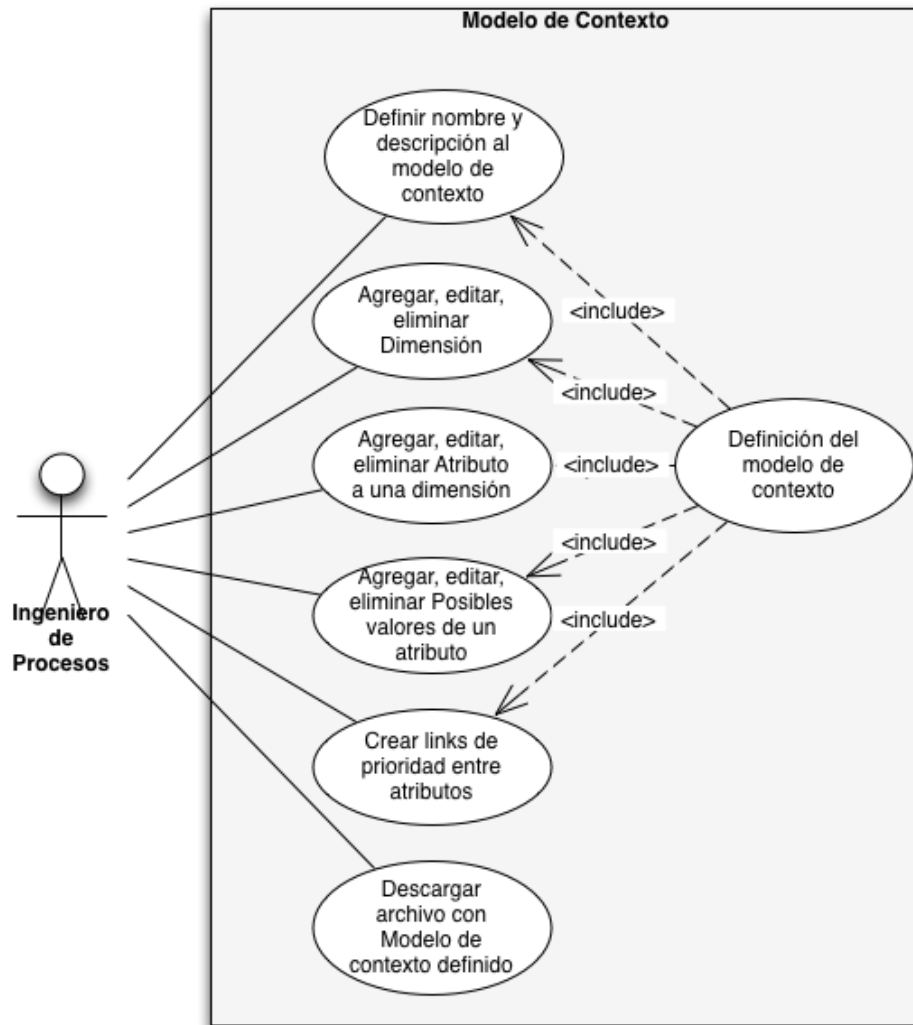 Modelo de Contexto
Definir nombre y
descripción al
modelo de
contexto
Agregar, editar,
eliminar
Dimensión
<include>
<include>
Agregar, editar,
eliminar Atributo
a una dimensión
<include>
Definición del
modelo de
contexto
<include>
Agregar, editar,
eliminar Posibles
valores de un
atributo
<include>
Ingeniero
de
Procesos
Crear links de
prioridad entre
atributos
Descargar
archivo con
Modelo de
contexto definido